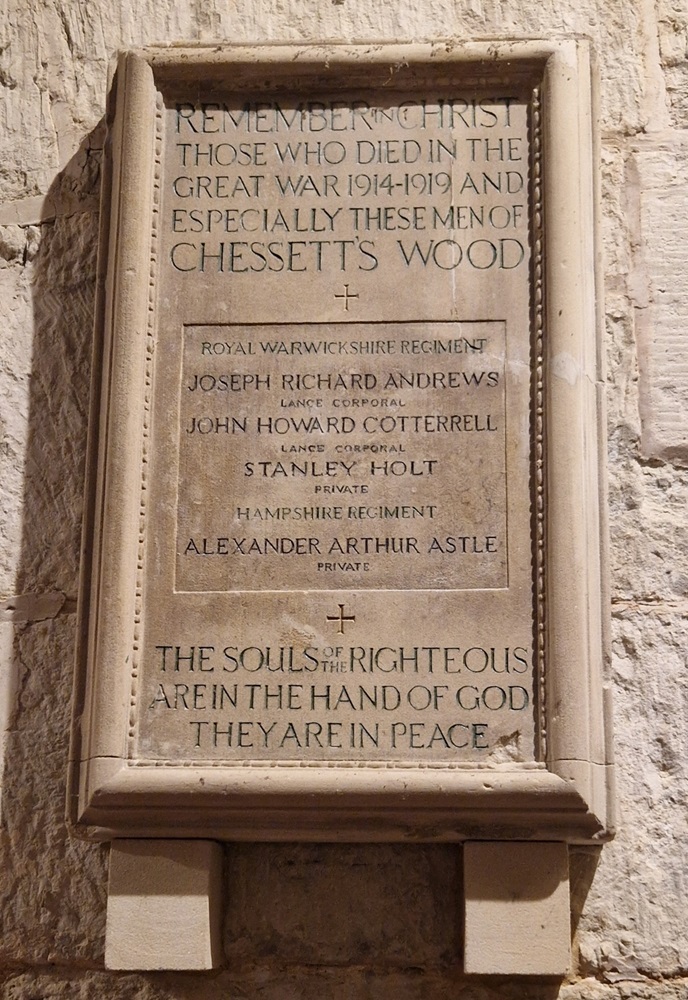 REMEMBER IN CHRIST
THOSE WHO DIED IN THE
GREAT WAR 1914-1919 AND
ESPECIALLY THESE MEN OF
CHESSETT'S WOOD
ROYAL WARWICKSHIRE REGIMENT
JOSEPH RICHARD ANDREWS
LANCE CORPORAL
JOHN HOWARD COTTERRELL
LANCE CORPORAL
STANLEY HOLT
PRIVATE
HAMPSHIRE REGIMENT
ALEXANDER ARTHUR ASTLE
PRIVATE
THE SOULS OF THE RIGHTEOUS
ARE IN THE HAND OF GOD
THEY ARE IN PEACE